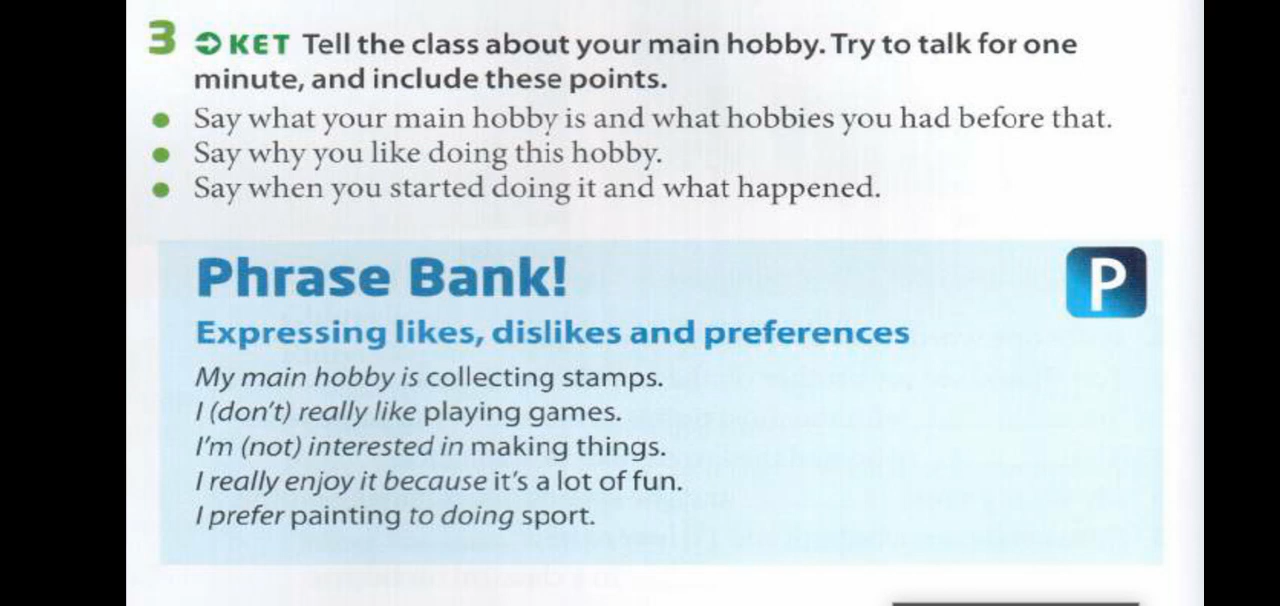 3 KET Tell the class about your main hobby. Try to talk for one
minute, and include these points.
• Say what your main hobby is and what hobbies you had before that.
• Say why you like doing this hobby.
• Say when you started doing it and what happened.
Phrase Bank!
P
Expressing likes, dislikes and preferences
My main hobby is collecting stamps.
I (don't) really like playing games.
I'm (not) interested in making things.
I really enjoy it because it's a lot of fun.
I prefer painting to doing sport.